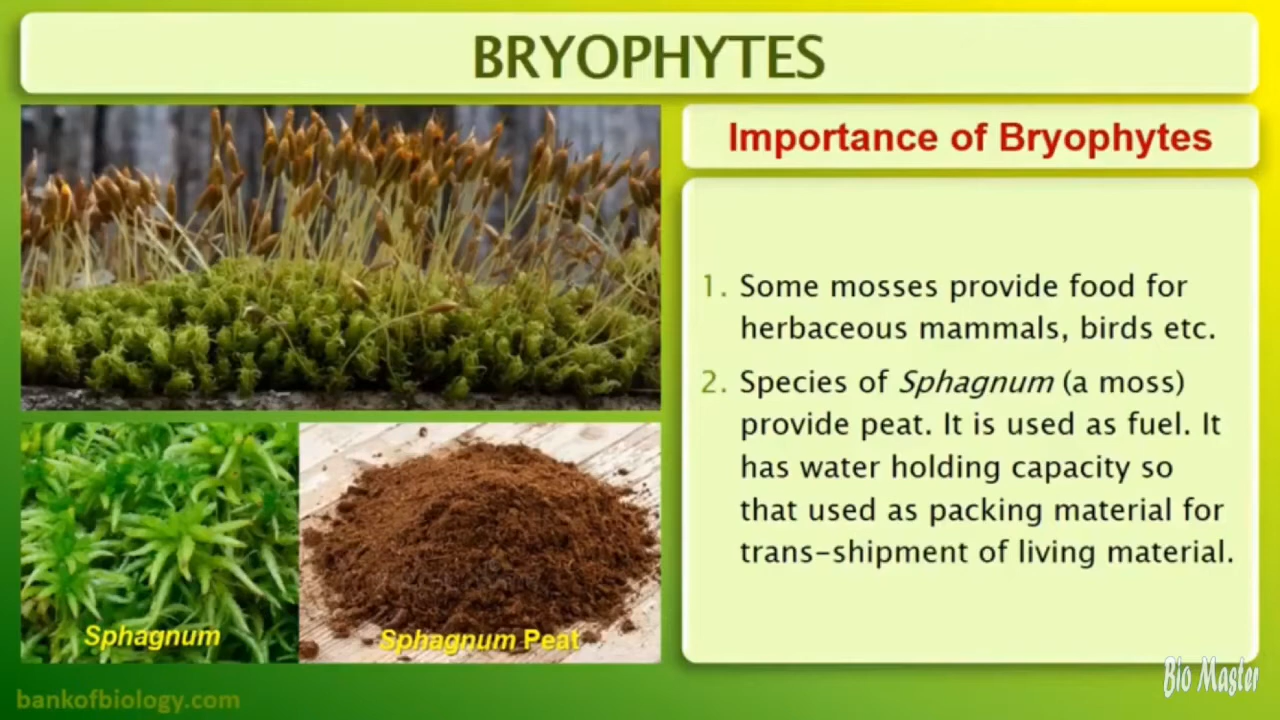 BRYOPHYTES
Importance of Bryophytes
1. Some mosses provide food for
herbaceous mammals, birds etc.
2. Species of Sphagnum (a moss)
provide peat. It is used as fuel. It
has water holding capacity so
that used as packing material for
trans-shipment of living material.
Sphagnum
Sphagnum Peat
bankofbiology.com
Bio Master